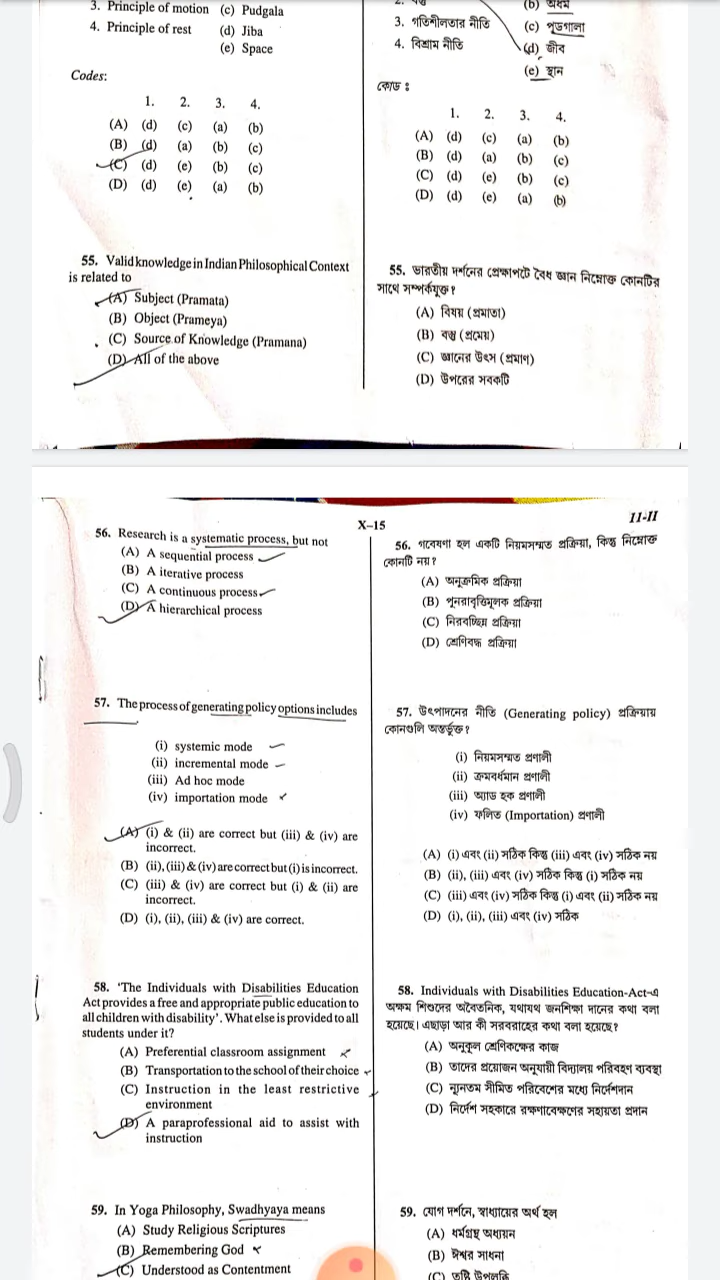 3. Principle of motion (c) Pudgala
4. Principle of rest (d) Jiba
(e) Space
Codes:
1. 2. 3. 4.
(A) (d) (c) (a) (b)
(B) (d) (a) (b) (c)
(C) (d) (e) (b) (c)
(D) (d) (e) (a) (b)
55. Valid knowledge in Indian Philosophical Context
is related to
(A) Subject (Pramata)
(B) Object (Prameya)
(C) Source of Knowledge (Pramana)
(D) All of the above
(b) অধর্ম
3. গতিশীলতার নীতি (c) পুডগালা
4. বিশ্রাম নীতি (d) জীব
(e) স্থান
কোড :
1. 2. 3. 4.
(A) (d) (c) (a) (b)
(B) (d) (a) (b) (c)
(C) (d) (e) (b) (c)
(D) (d) (e) (a) (b)
55. ভারতীয় দর্শনের প্রেক্ষাপটে বৈধ জ্ঞান নিম্নোক্ত কোনটির
সাথে সম্পর্কযুক্ত ?
(A) বিষয় (প্রমাতা)
(B) বস্তু (প্রমেয়)
(C) জ্ঞানের উৎস (প্রমাণ)
(D) উপরের সবকটি
X–15
11-II
56. Research is a systematic process, but not
(A) A sequential process
(B) A iterative process
(C) A continuous process
(D) A hierarchical process
57. The process of generating policy options includes
(i) systemic mode
(ii) incremental mode
(iii) Ad hoc mode
(iv) importation mode
(A) (i) & (ii) are correct but (iii) & (iv) are
incorrect.
(B) (ii), (iii) & (iv) are correct but (i) is incorrect.
(C) (iii) & (iv) are correct but (i) & (ii) are
incorrect.
(D) (i), (ii), (iii) & (iv) are correct.
58. 'The Individuals with Disabilities Education
Act provides a free and appropriate public education to
all children with disability'. What else is provided to all
students under it?
(A) Preferential classroom assignment
(B) Transportation to the school of their choice
(C) Instruction in the least restrictive
environment
(D) A paraprofessional aid to assist with
instruction
59. In Yoga Philosophy, Swadhyaya means
(A) Study Religious Scriptures
(B) Remembering God
(C) Understood as Contentment
56. গবেষণা হল একটি নিয়মসম্মত প্রক্রিয়া, কিন্তু নিম্নোক্ত
কোনটি নয় ?
(A) অনুক্রমিক প্রক্রিয়া
(B) পুনরাবৃত্তিমূলক প্রক্রিয়া
(C) নিরবচ্ছিন্ন প্রক্রিয়া
(D) শ্রেণিবদ্ধ প্রক্রিয়া
57. উৎপাদনের নীতি (Generating policy) প্রক্রিয়ায়
কোনগুলি অন্তর্ভুক্ত ?
(i) নিয়মসম্মত প্রণালী
(ii) ক্রমবর্ধমান প্রণালী
(iii) অ্যাড হক প্রণালী
(iv) ফলিত (Importation) প্রণালী
(A) (i) এবং (ii) সঠিক কিন্তু (iii) এবং (iv) সঠিক নয়
(B) (ii), (iii) এবং (iv) সঠিক কিন্তু (i) সঠিক নয়
(C) (iii) এবং (iv) সঠিক কিন্তু (i) এবং (ii) সঠিক নয়
(D) (i), (ii), (iii) এবং (iv) সঠিক
58. Individuals with Disabilities Education-Act-এ
অক্ষম শিশুদের অবৈতনিক, যথাযথ জনশিক্ষা দানের কথা বলা
হয়েছে। এছাড়া আর কী সরবরাহের কথা বলা হয়েছে ?
(A) অনুকূল শ্রেণিকক্ষের কাজ
(B) তাদের প্রয়োজন অনুযায়ী বিদ্যালয় পরিবহণ ব্যবস্থা
(C) ন্যূনতম সীমিত পরিবেশের মধ্যে নির্দেশদান
(D) নির্দেশ সহকারে রক্ষণাবেক্ষণের সহায়তা প্রদান
59. যোগ দর্শনে, স্বাধ্যায়ের অর্থ হল
(A) ধর্মগ্রন্থ অধ্যয়ন
(B) ঈশ্বর সাধনা
(C) তুষ্টি উপলব্ধি